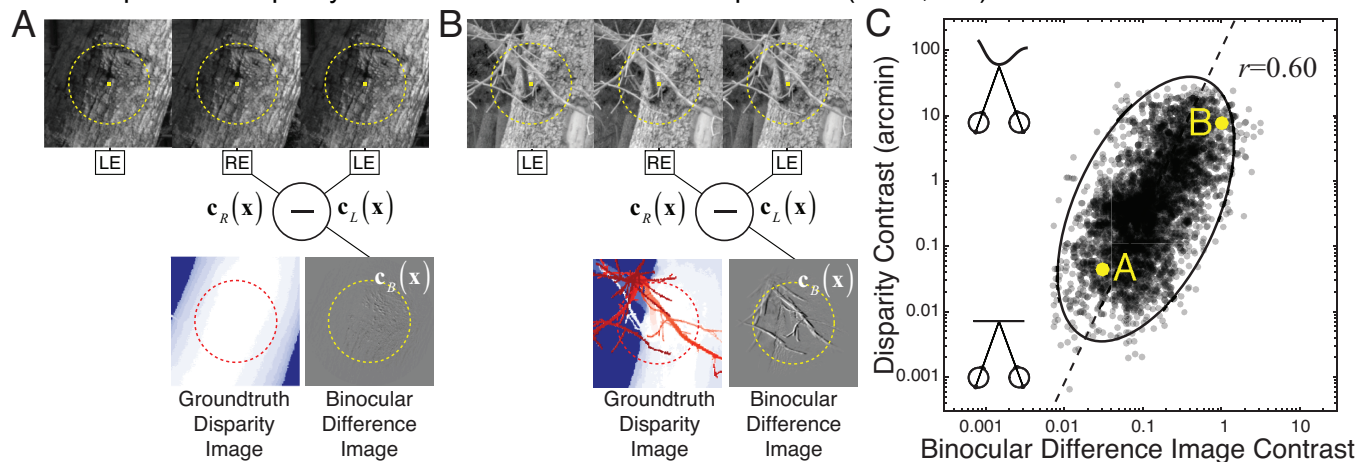 A
B
C
LE
RE
LE
LE
RE
LE
c_R(x)
c_L(x)
c_R(x)
c_L(x)
c_B(x)
c_B(x)
Groundtruth
Disparity
Image
Binocular
Difference
Image
Groundtruth
Disparity
Image
Binocular
Difference
Image
Disparity Contrast (arcmin)
100
10
1
0.1
0.01
0.001
r=0.60
B
A
0.001
0.01
0.1
1
10
Binocular Difference Image Contrast